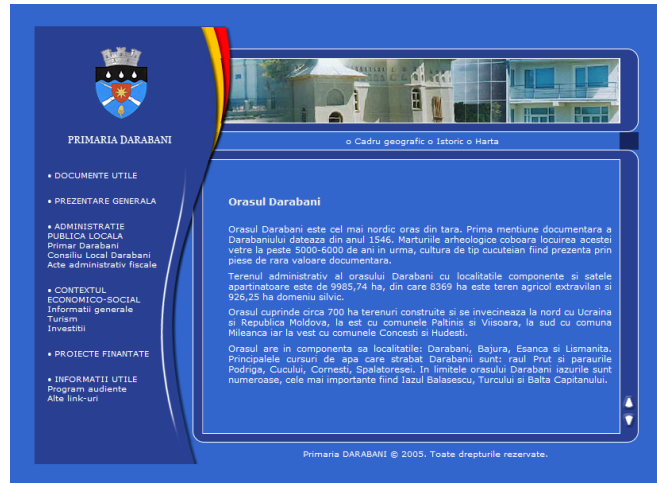 PRIMARIA DARABANI
• DOCUMENTE UTILE
• PREZENTARE GENERALA
• ADMINISTRATIE
PUBLICA LOCALA
Primar Darabani
Consiliu Local Darabani
Acte administrativ fiscale
• CONTEXTUL
ECONOMICO-SOCIAL
Informatii generale
Turism
Investitii
• PROIECTE FINANTATE
• INFORMATII UTILE
Program audiente
Alte link-uri
o Cadru geografic o Istoric o Harta
Orasul Darabani
Orasul Darabani este cel mai nordic oras din tara. Prima mentiune documentara a
Darabaniului dateaza din anul 1546. Marturiile arheologice coboara locuirea acestei
vetre la peste 5000-6000 de ani in urma, cultura de tip cucuteian fiind prezenta prin
piese de rara valoare documentara.
Terenul administrativ al orasului Darabani cu localitatile componente si satele
apartinatoare este de 9985,74 ha, din care 8369 ha este teren agricol extravilan si
926,25 ha domeniu silvic.
Orasul cuprinde circa 700 ha terenuri construite si se invecineaza la nord cu Ucraina
si Republica Moldova, la est cu comunele Paltinis si Viisoara, la sud cu comuna
Mileanca iar la vest cu comunele Concesti si Hudesti.
Orasul are in componenta sa localitatile: Darabani, Bajura, Esanca si Lismanita.
Principalele cursuri de apa care strabat Darabanii sunt: raul Prut si paraurile
Podriga, Cucului, Cornesti, Spalatoresei. In limitele orasului Darabani iazurile sunt
numeroase, cele mai importante fiind Iazul Balasescu, Turcului si Balta Capitanului.
Primaria DARABANI © 2005. Toate drepturile rezervate.